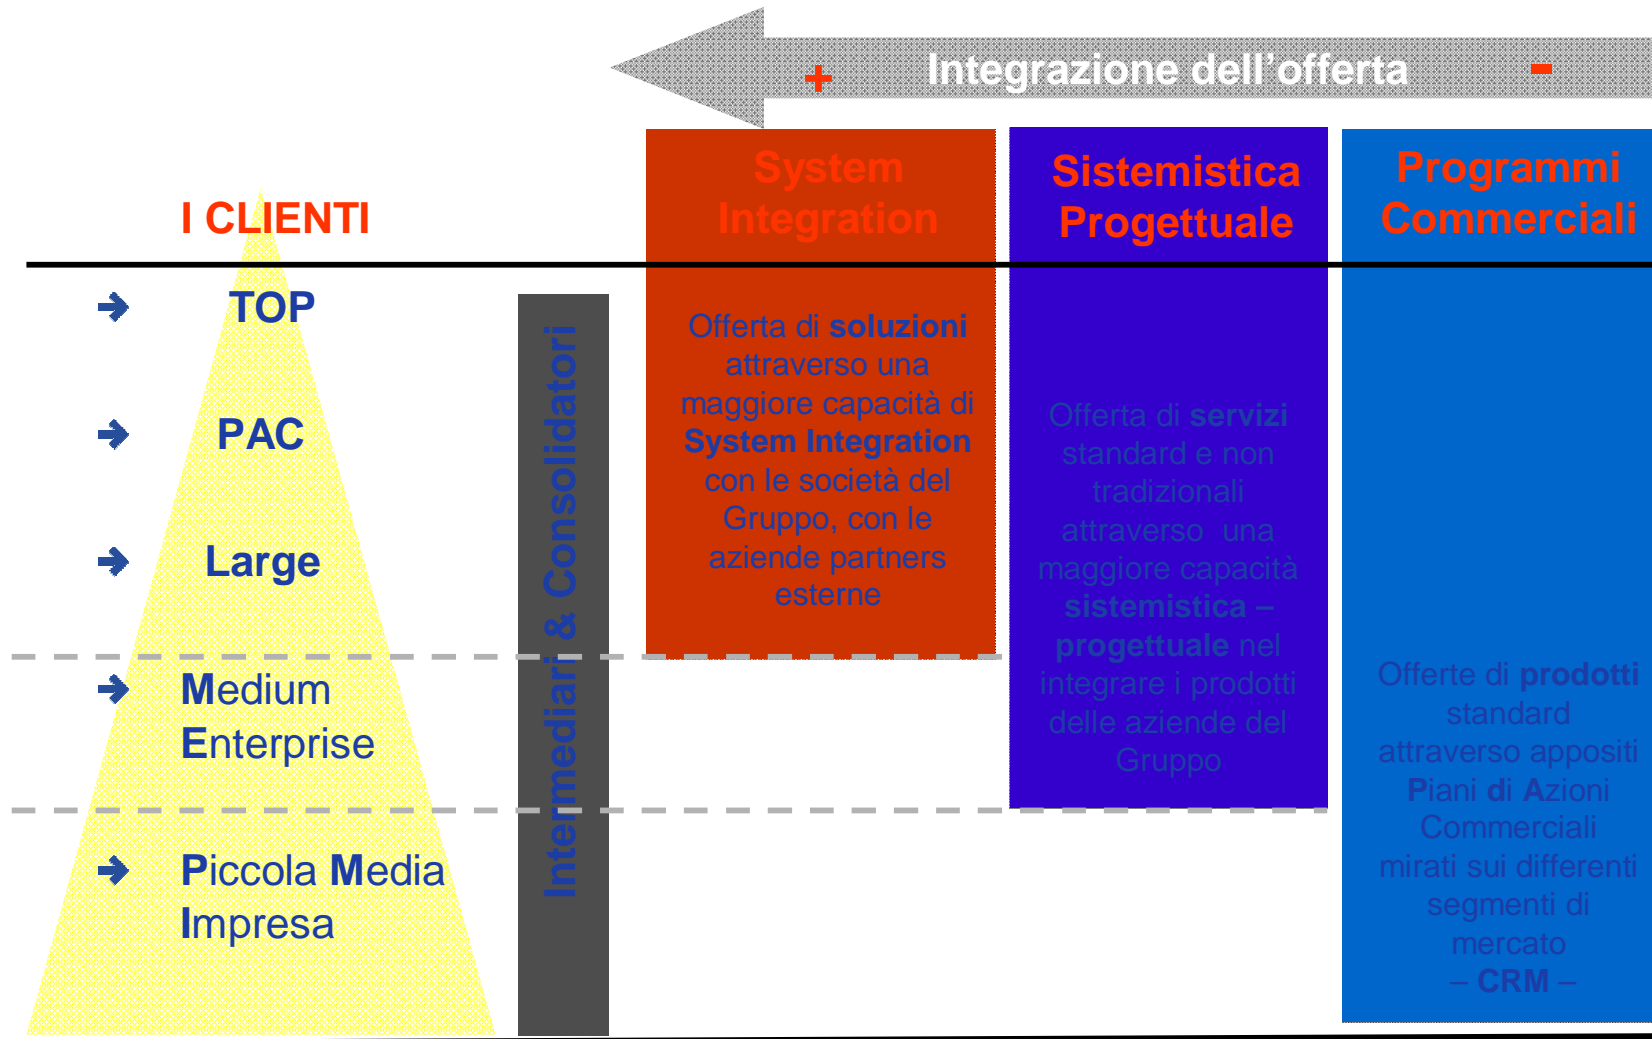 + Integrazione dell’offerta -
System
Integration
Sistemistica
Progettuale
Programmi
Commerciali
I CLIENTI
TOP
PAC
Large
Medium
Enterprise
Piccola Media
Impresa
Intermediari & Consolidatori
Offerta di soluzioni
attraverso una
maggiore capacità di
System Integration
con le società del
Gruppo, con le
aziende partners
esterne
Offerta di servizi
standard e non
tradizionali
attraverso una
maggiore capacità
sistemistica –
progettuale nel
integrare i prodotti
delle aziende del
Gruppo
Offerte di prodotti
standard
attraverso appositi
Piani di Azioni
Commerciali
mirati sui differenti
segmenti di
mercato
– CRM –